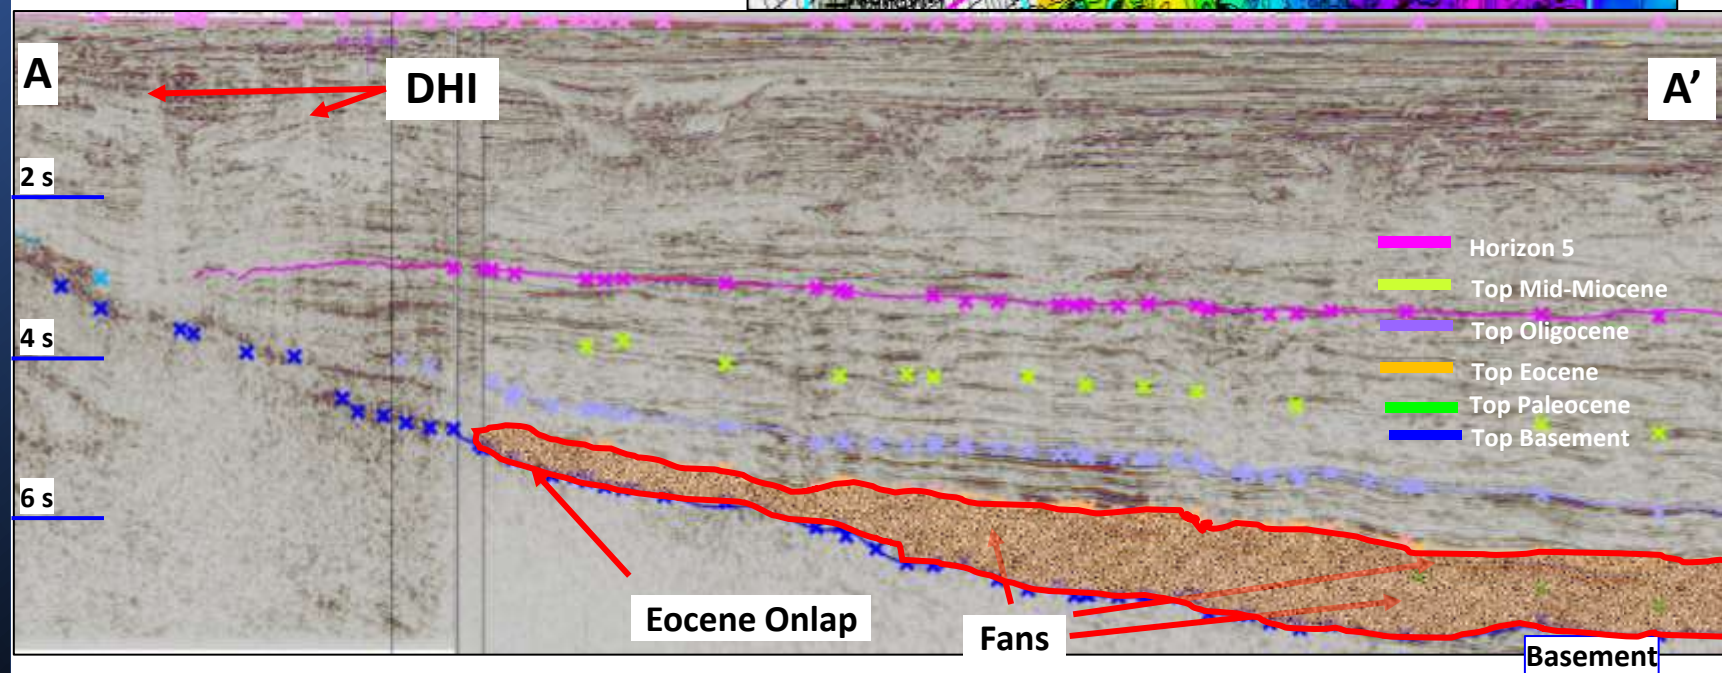 A
DHI
A’
2 s
4 s
6 s
Horizon 5
Top Mid-Miocene
Top Oligocene
Top Eocene
Top Paleocene
Top Basement
Eocene Onlap
Fans
Basement